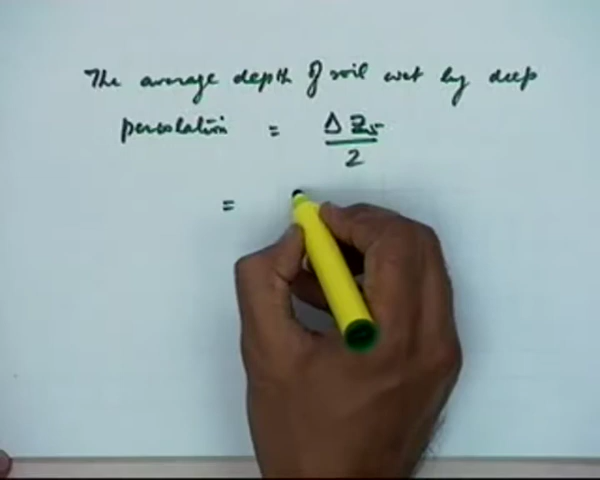 The average depth of soil wet by deep
percolation = ΔZs/2
=